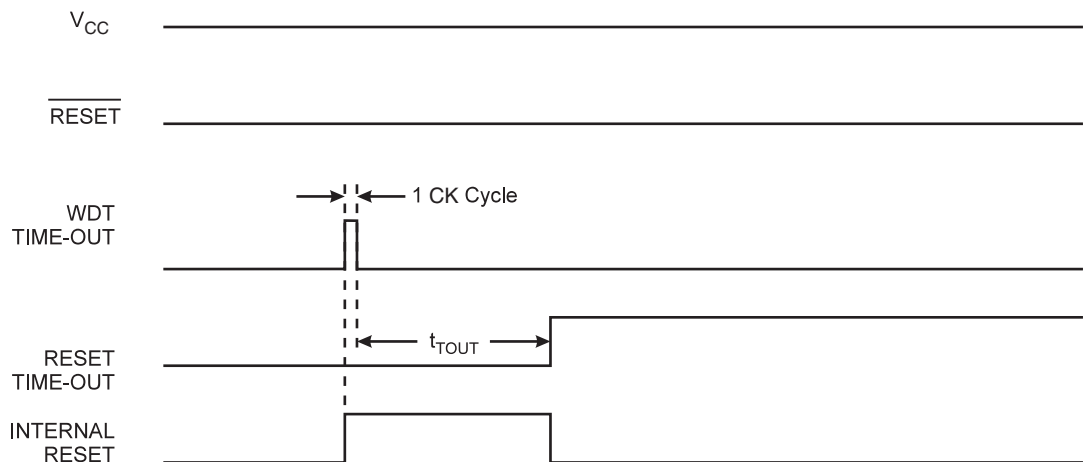 VCC
RESET
1 CK Cycle
WDT
TIME-OUT
tTOUT
RESET
TIME-OUT
INTERNAL
RESET